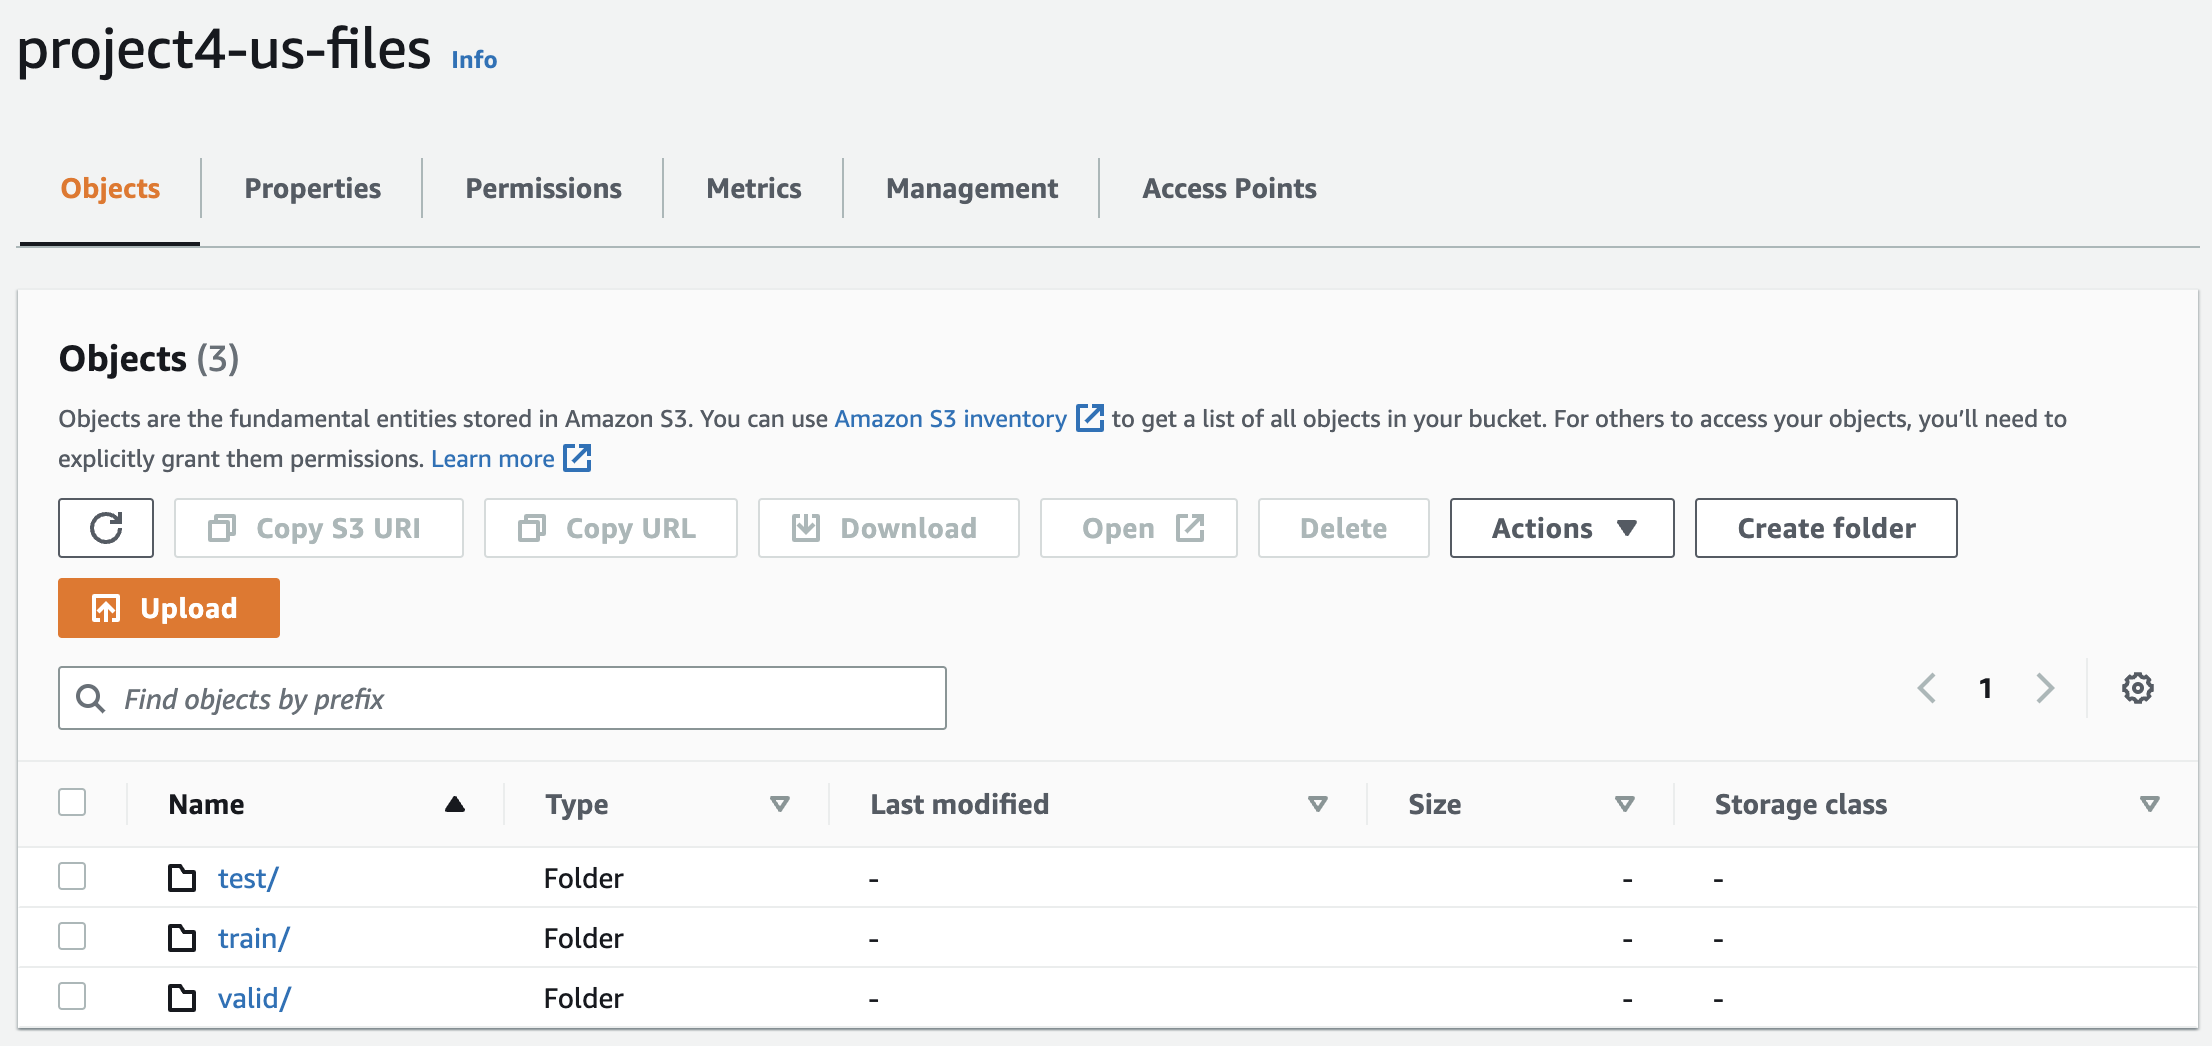 project4-us-files Info
Objects Properties Permissions Metrics Management Access Points
Objects (3)
Objects are the fundamental entities stored in Amazon S3. You can use Amazon S3 inventory to get a list of all objects in your bucket. For others to access your objects, you’ll need to
explicitly grant them permissions. Learn more
Copy S3 URI Copy URL Download Open Delete Actions Create folder
Upload
Find objects by prefix 1
Name Type Last modified Size Storage class
test/ Folder - - -
train/ Folder - - -
valid/ Folder - - -